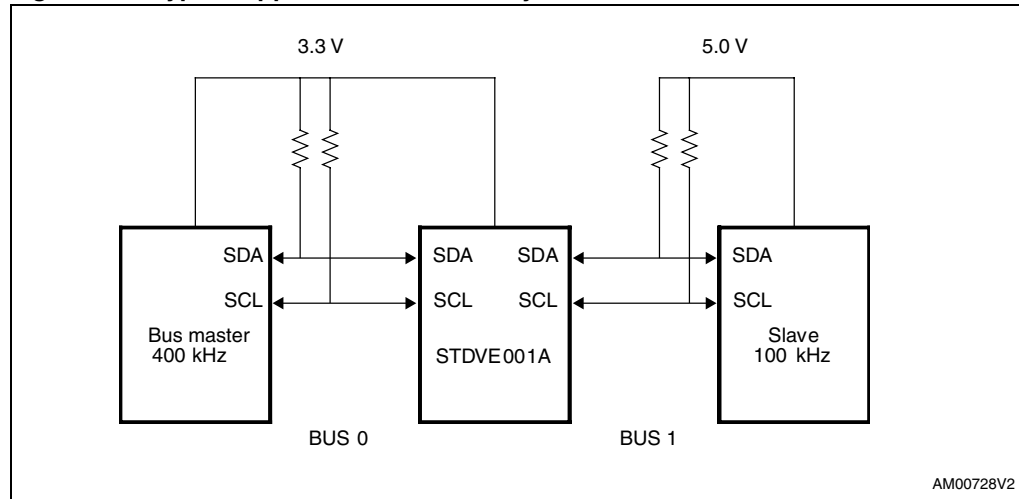 3.3 V
5.0 V
SDA
SDA
SDA
SDA
SCL
SCL
SCL
SCL
Bus master
400 kHz
STDVE001A
Slave
100 kHz
BUS 0
BUS 1
AM00728V2